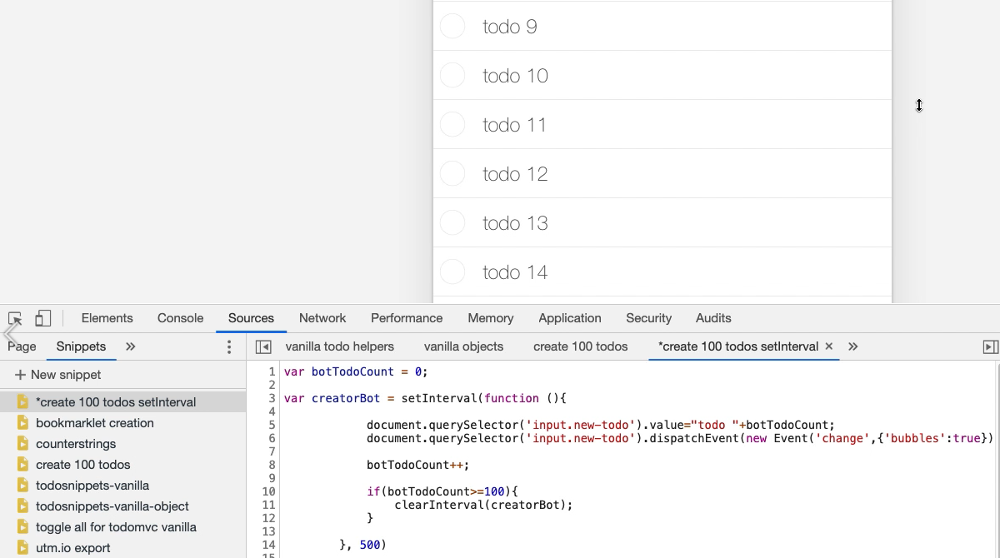 todo 9
todo 10
todo 11
todo 12
todo 13
todo 14
Elements Console Sources Network Performance Memory Application Security Audits
Page Snippets » vanilla todo helpers vanilla objects create 100 todos *create 100 todos setInterval × »
+ New snippet
*create 100 todos setInterval
bookmarklet creation
counterstrings
create 100 todos
todosnippets-vanilla
todosnippets-vanilla-object
toggle all for todomvc vanilla
utm.io export
1 var botTodoCount = 0;
2
3 var creatorBot = setInterval(function (){
4
5 document.querySelector('input.new-todo').value="todo "+botTodoCount;
6 document.querySelector('input.new-todo').dispatchEvent(new Event('change',{'bubbles':true})
7
8 botTodoCount++;
9
10 if(botTodoCount>=100){
11 clearInterval(creatorBot);
12 }
13
14 }, 500)
15